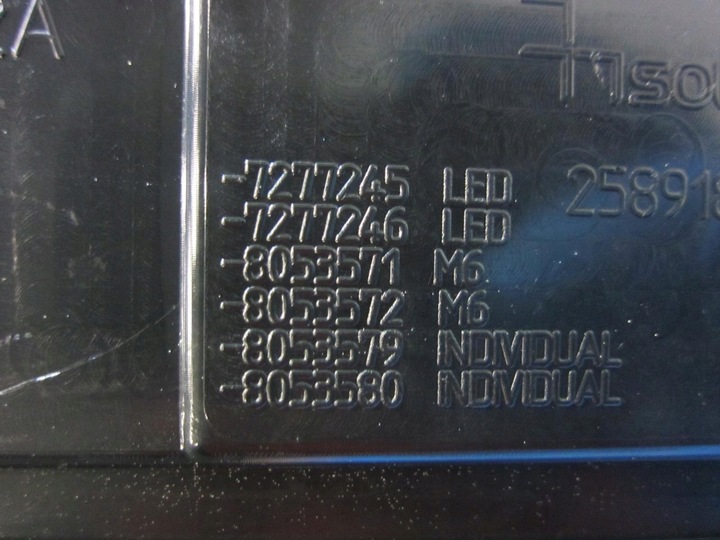 -7277245 LED
-7277246 LED
-8053571 M6
-8053572 M6
-8053579 INDIVIDUAL
-8053580 INDIVIDUAL